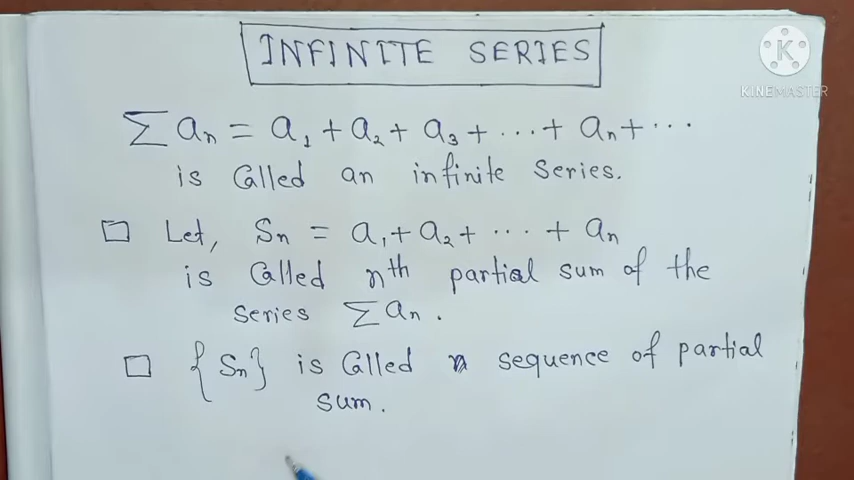 INFINITE SERIES
K
KINEMASTER
∑ aₙ = a₁ + a₂ + a₃ + ... + aₙ + ...
is Called an infinite Series.
□ Let, Sₙ = a₁ + a₂ + .... + aₙ
is Called nth partial sum of the
series ∑ aₙ .
□ {Sₙ} is Called sequence of partial
sum.